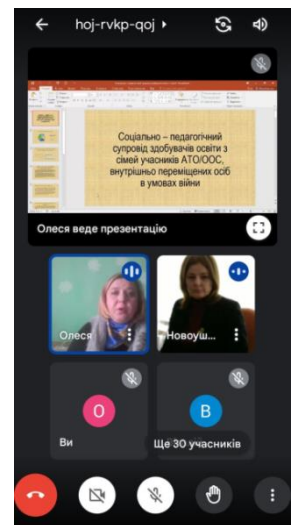 hoj-rvkp-qoj
Соціально – педагогічний
супровід здобувачів освіти з
сімей учасників АТО/ООС,
внутрішньо переміщених осіб
в умовах війни
Олеся веде презентацію
Олеся
Новоуш...
О
В
Ви
Ще 30 учасників